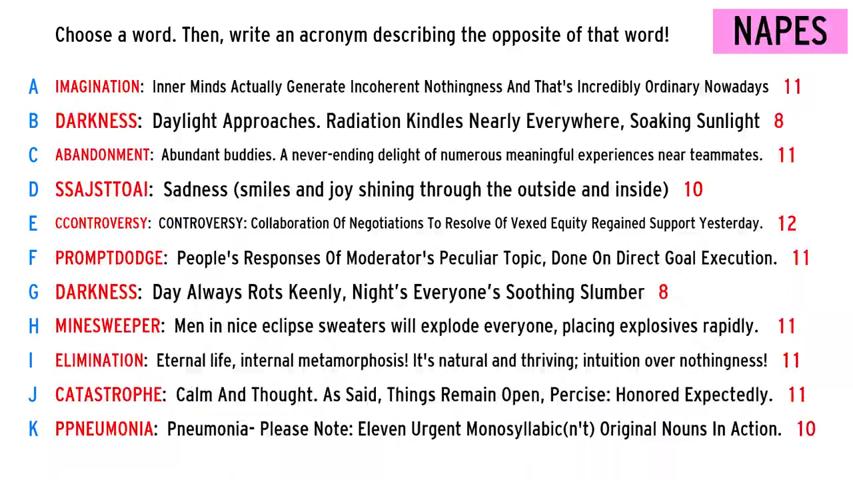 Choose a word. Then, write an acronym describing the opposite of that word!
NAPES
A IMAGINATION: Inner Minds Actually Generate Incoherent Nothingness And That's Incredibly Ordinary Nowadays 11
B DARKNESS: Daylight Approaches. Radiation Kindles Nearly Everywhere, Soaking Sunlight 8
C ABANDONMENT: Abundant buddies. A never-ending delight of numerous meaningful experiences near teammates. 11
D SSAJSTTOAI: Sadness (smiles and joy shining through the outside and inside) 10
E CCONTROVERSY: CONTROVERSY: Collaboration Of Negotiations To Resolve Of Vexed Equity Regained Support Yesterday. 12
F PROMPTDODGE: People's Responses Of Moderator's Peculiar Topic, Done On Direct Goal Execution. 11
G DARKNESS: Day Always Rots Keenly, Night's Everyone's Soothing Slumber 8
H MINESWEEPER: Men in nice eclipse sweaters will explode everyone, placing explosives rapidly. 11
I ELIMINATION: Eternal life, internal metamorphosis! It's natural and thriving; intuition over nothingness! 11
J CATASTROPHE: Calm And Thought. As Said, Things Remain Open, Percise: Honored Expectedly. 11
K PPNEUMONIA: Pneumonia- Please Note: Eleven Urgent Monosyllabic(n't) Original Nouns In Action. 10